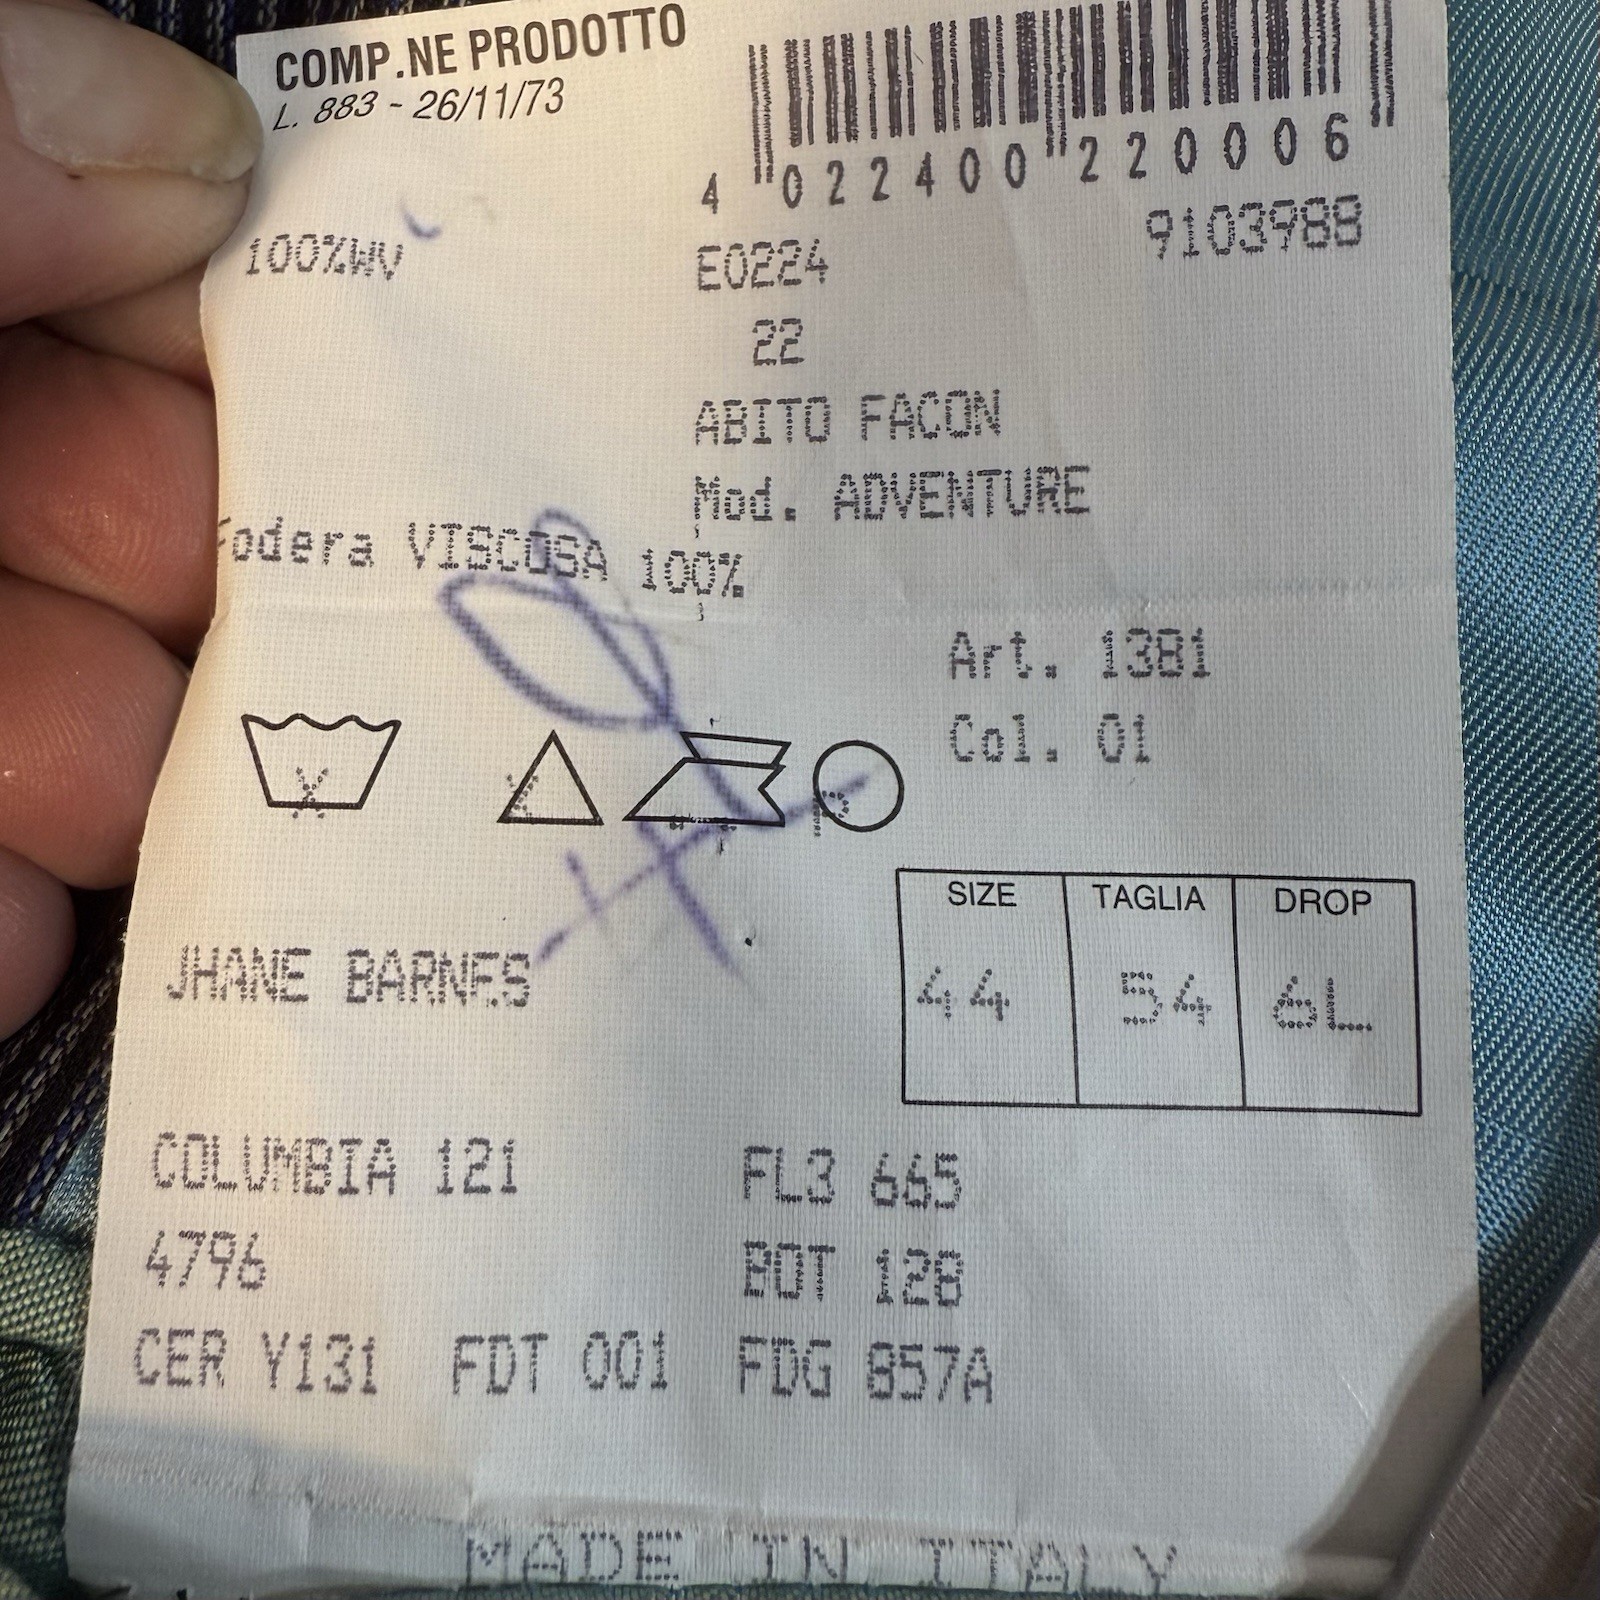 COMP.NE PRODOTTO
L. 883 - 26/11/73
4 022400 220006
9103988
100%WV
E0224
22
ABITO FACON
Mod. ADVENTURE
Fodera VISCOSA 100%
Art. 1381
Col. 01
X
X
P
SIZE TAGLIA DROP
44 54 6L
JHANE BARNES
COLUMBIA 121 FL3 665
4796 BOT 128
CER Y131 FDT 001 FDG 857A
MADE IN ITALY